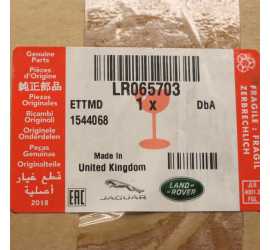 Genuine
Parts
Pièces
d'Origine
純正部品
Piezas
Originales
Ricambi
Originali
Originele
Onderdelen
Peças
Genuínas
Originalteile
قطع غيار
أصلية
2018
LR065703
1 x
ETTMD
DbA
1544068
Made In
United Kingdom
EAC
JAGUAR
LAND-
ROVER
FRAGILE : FRAGIL
ZERBRECHLICH